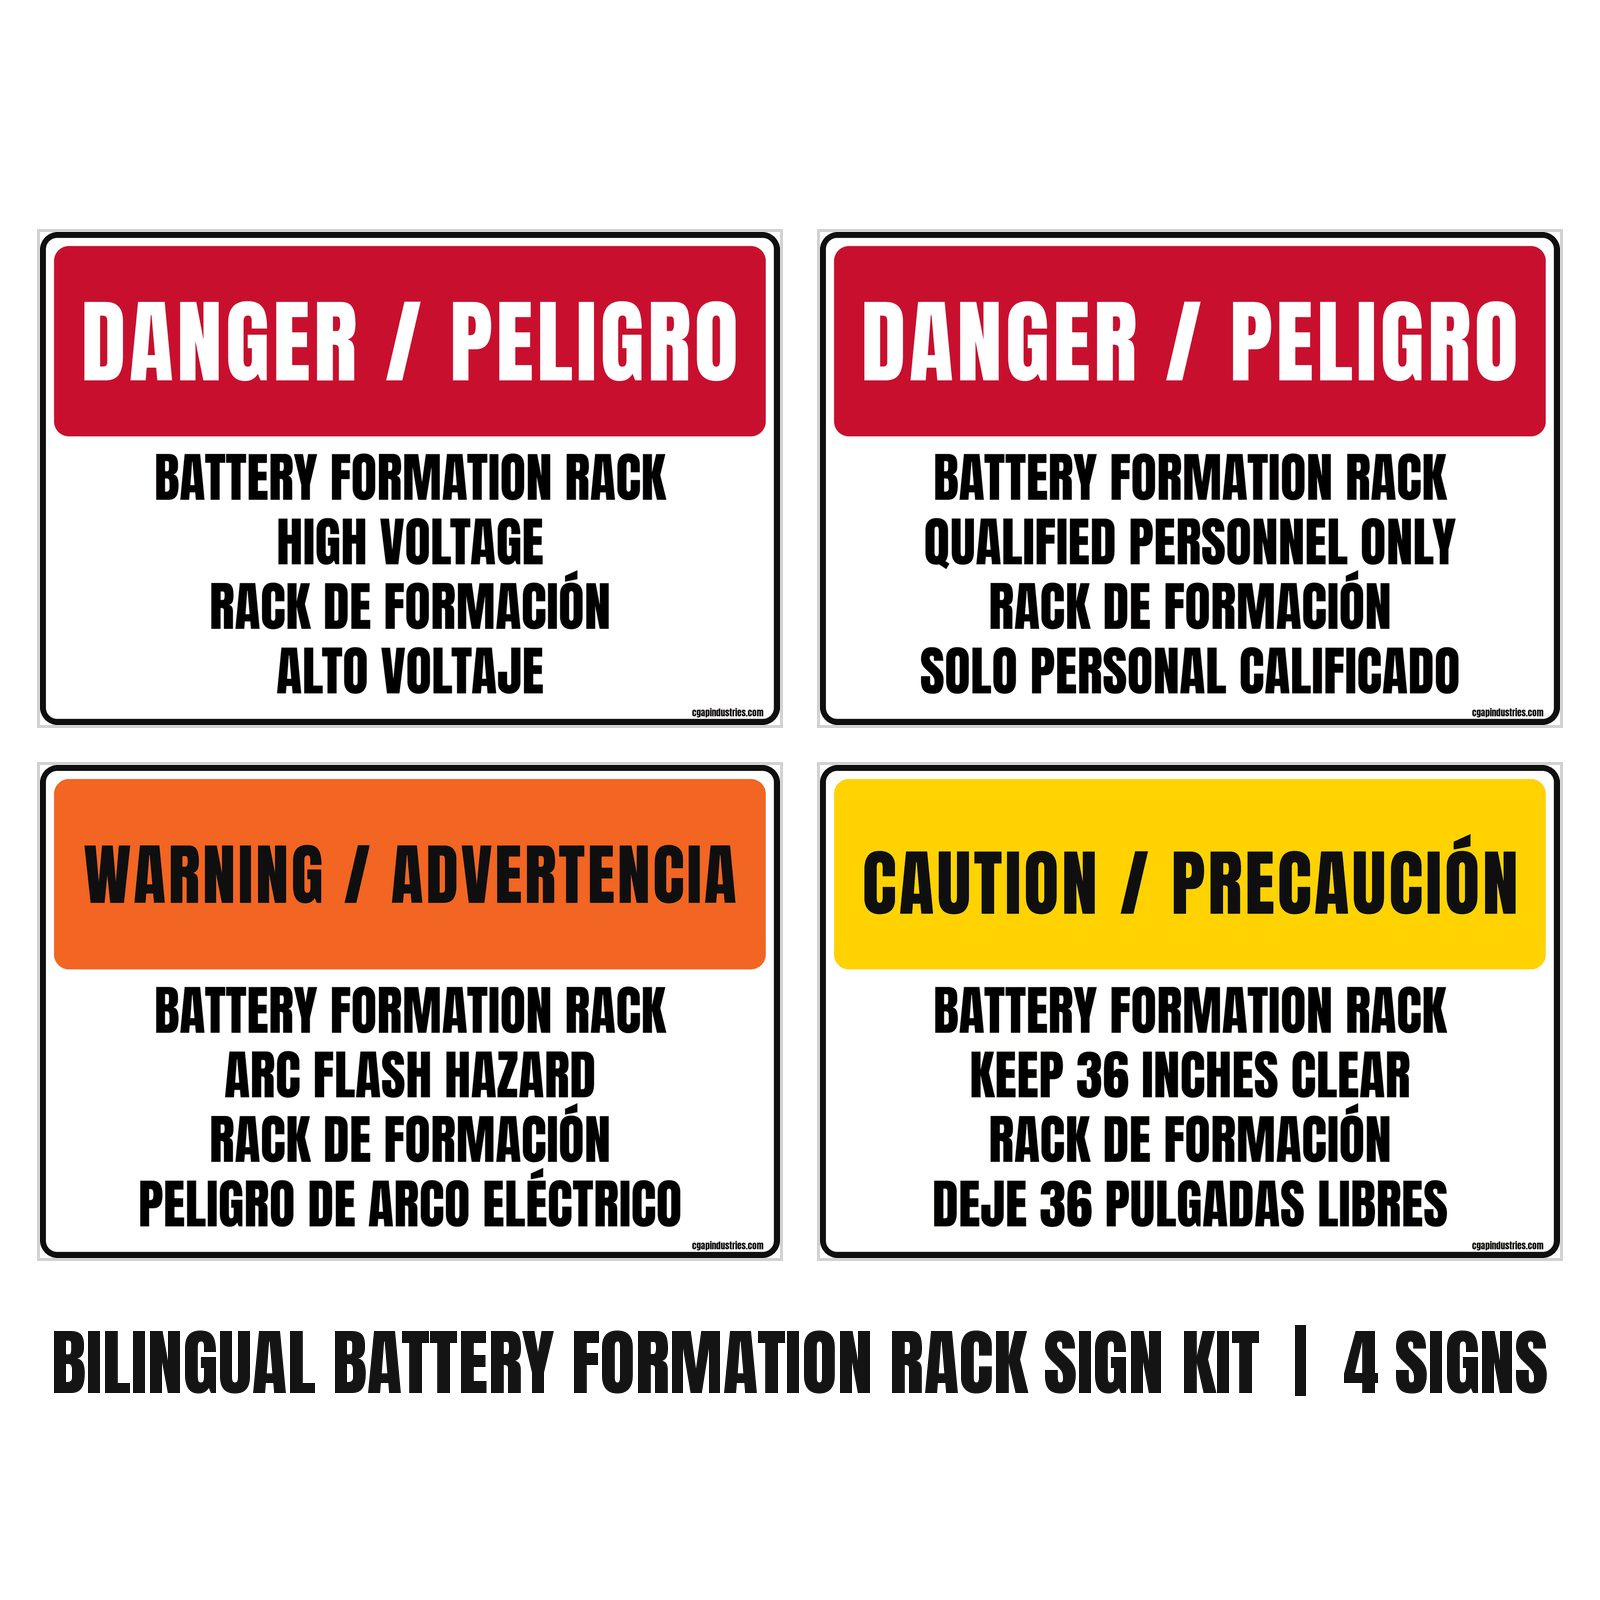 DANGER / PELIGRO
BATTERY FORMATION RACK
HIGH VOLTAGE
RACK DE FORMACIÓN
ALTO VOLTAJE
cgapindustries.com
DANGER / PELIGRO
BATTERY FORMATION RACK
QUALIFIED PERSONNEL ONLY
RACK DE FORMACIÓN
SOLO PERSONAL CALIFICADO
cgapindustries.com
WARNING / ADVERTENCIA
BATTERY FORMATION RACK
ARC FLASH HAZARD
RACK DE FORMACIÓN
PELIGRO DE ARCO ELÉCTRICO
cgapindustries.com
CAUTION / PRECAUCIÓN
BATTERY FORMATION RACK
KEEP 36 INCHES CLEAR
RACK DE FORMACIÓN
DEJE 36 PULGADAS LIBRES
cgapindustries.com
BILINGUAL BATTERY FORMATION RACK SIGN KIT | 4 SIGNS